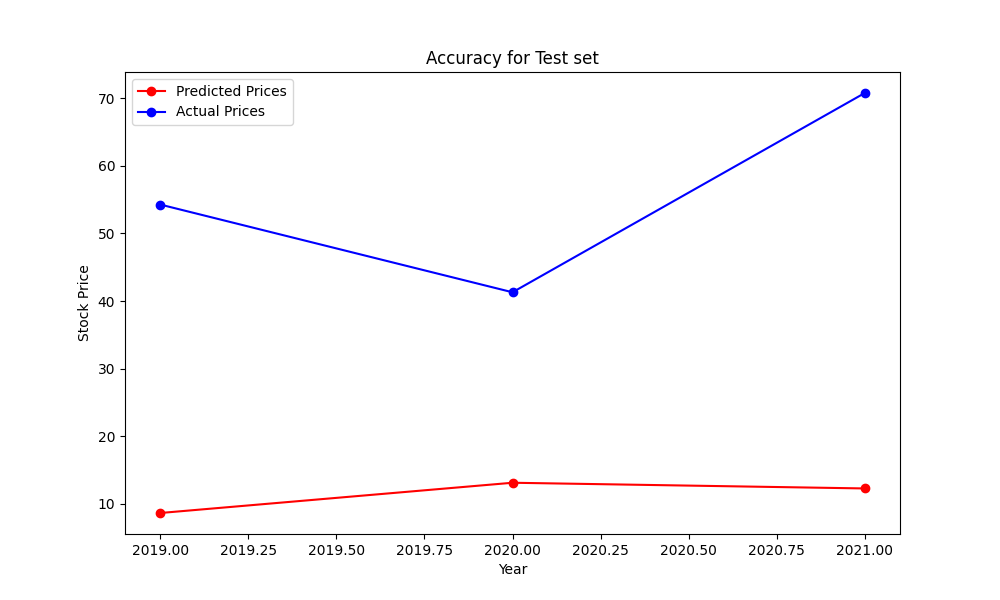 Accuracy for Test set
Predicted Prices
Actual Prices
70
60
50
40
30
20
10
Stock Price
2019.00 2019.25 2019.50 2019.75 2020.00 2020.25 2020.50 2020.75 2021.00
Year